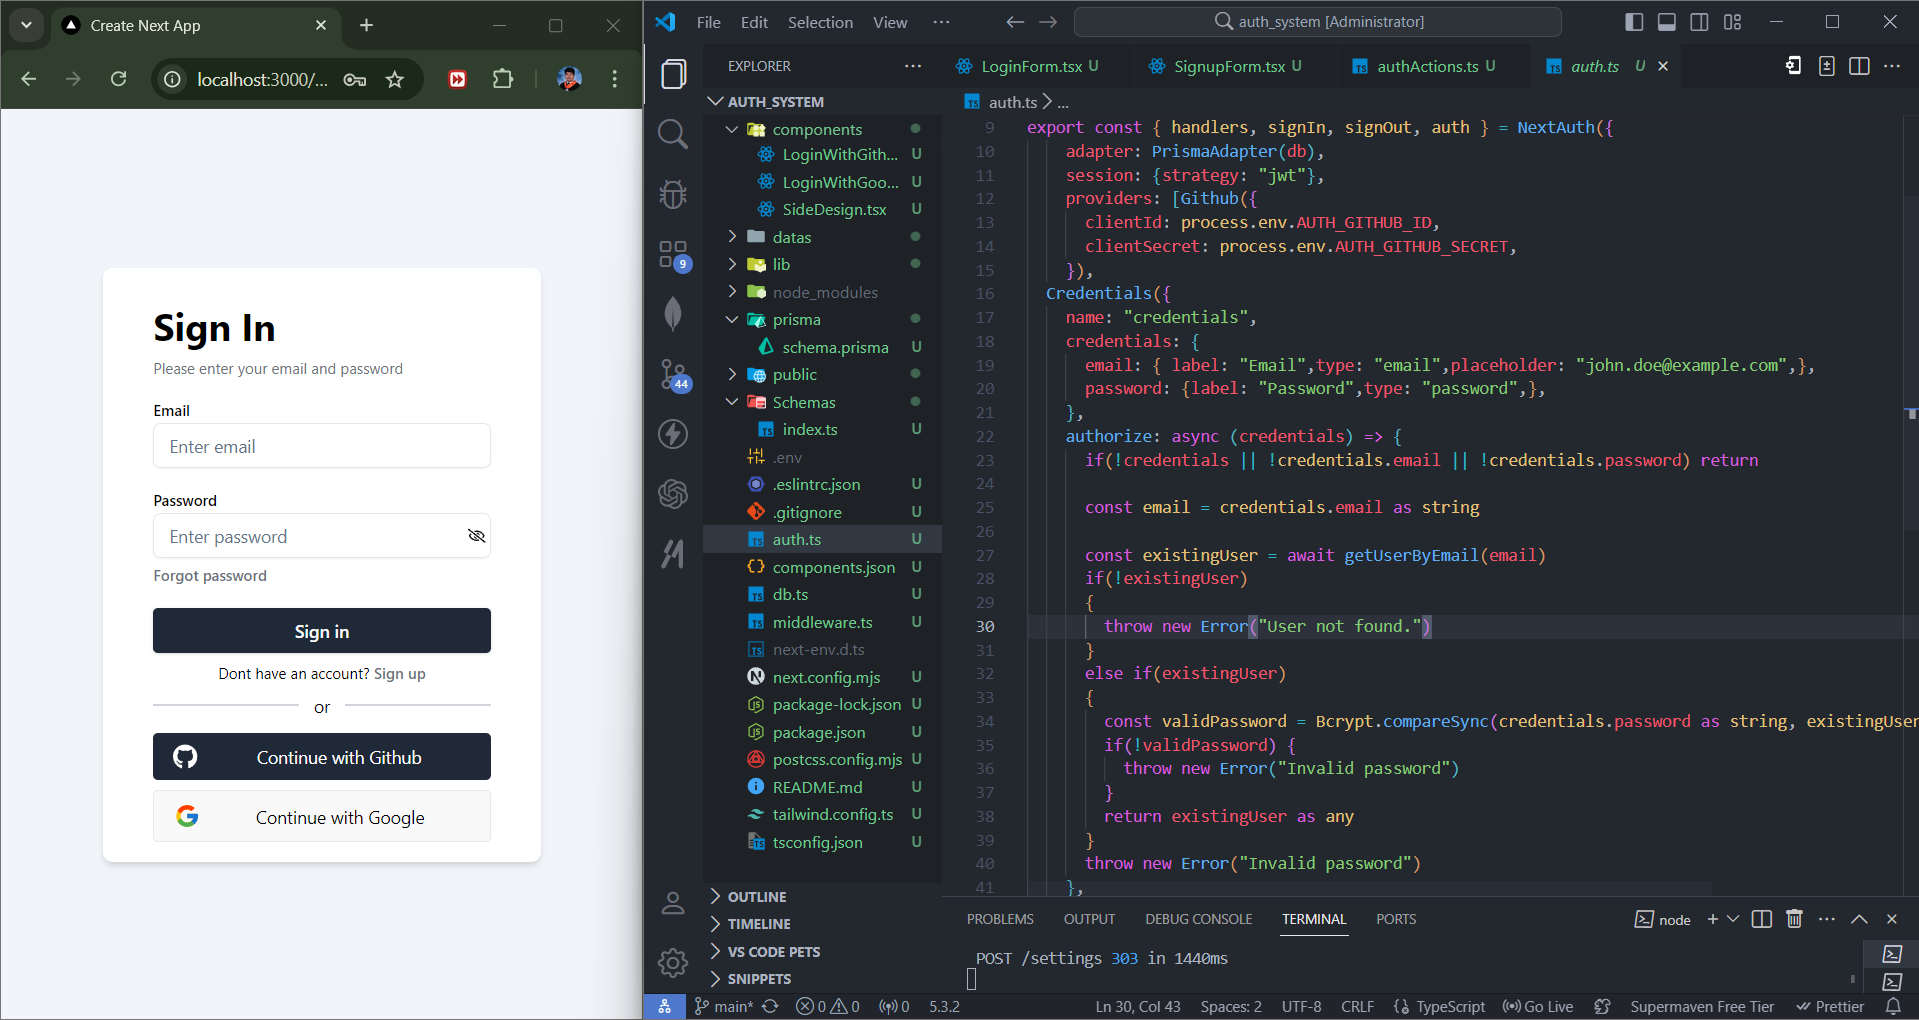 Create Next App
localhost:3000/...
Sign In
Please enter your email and password
Email
Enter email
Password
Enter password
Forgot password
Sign in
Dont have an account? Sign up
or
Continue with Github
Continue with Google
File Edit Selection View ...
auth_system [Administrator]
9
44
EXPLORER ...
AUTH_SYSTEM
components
LoginWithGith... U
LoginWithGoo... U
SideDesign.tsx U
datas
lib
node_modules
prisma
schema.prisma U
public
Schemas
index.ts U
.env
.eslintrc.json U
.gitignore U
auth.ts U
components.json U
db.ts U
middleware.ts U
next-env.d.ts
next.config.mjs U
package-lock.json U
package.json U
postcss.config.mjs U
README.md U
tailwind.config.ts U
tsconfig.json U
OUTLINE
TIMELINE
VS CODE PETS
SNIPPETS
LoginForm.tsx U SignupForm.tsx U authActions.ts U auth.ts U
auth.ts > ...
9 export const { handlers, signIn, signOut, auth } = NextAuth({
10 adapter: PrismaAdapter(db),
11 session: {strategy: "jwt"},
12 providers: [Github({
13 clientId: process.env.AUTH_GITHUB_ID,
14 clientSecret: process.env.AUTH_GITHUB_SECRET,
15 }),
16 Credentials({
17 name: "credentials",
18 credentials: {
19 email: { label: "Email",type: "email",placeholder: "john.doe@example.com",},
20 password: {label: "Password",type: "password",},
21 },
22 authorize: async (credentials) => {
23 if(!credentials || !credentials.email || !credentials.password) return
24
25 const email = credentials.email as string
26
27 const existingUser = await getUserByEmail(email)
28 if(!existingUser)
29 {
30 throw new Error("User not found.")
31 }
32 else if(existingUser)
33 {
34 const validPassword = Bcrypt.compareSync(credentials.password as string, existingUser
35 if(!validPassword) {
36 throw new Error("Invalid password")
37 }
38 return existingUser as any
39 }
40 throw new Error("Invalid password")
41 },
PROBLEMS OUTPUT DEBUG CONSOLE TERMINAL PORTS
node
POST /settings 303 in 1440ms
main* 0 0 0 5.3.2 Ln 30, Col 43 Spaces: 2 UTF-8 CRLF TypeScript Go Live Supermaven Free Tier Prettier